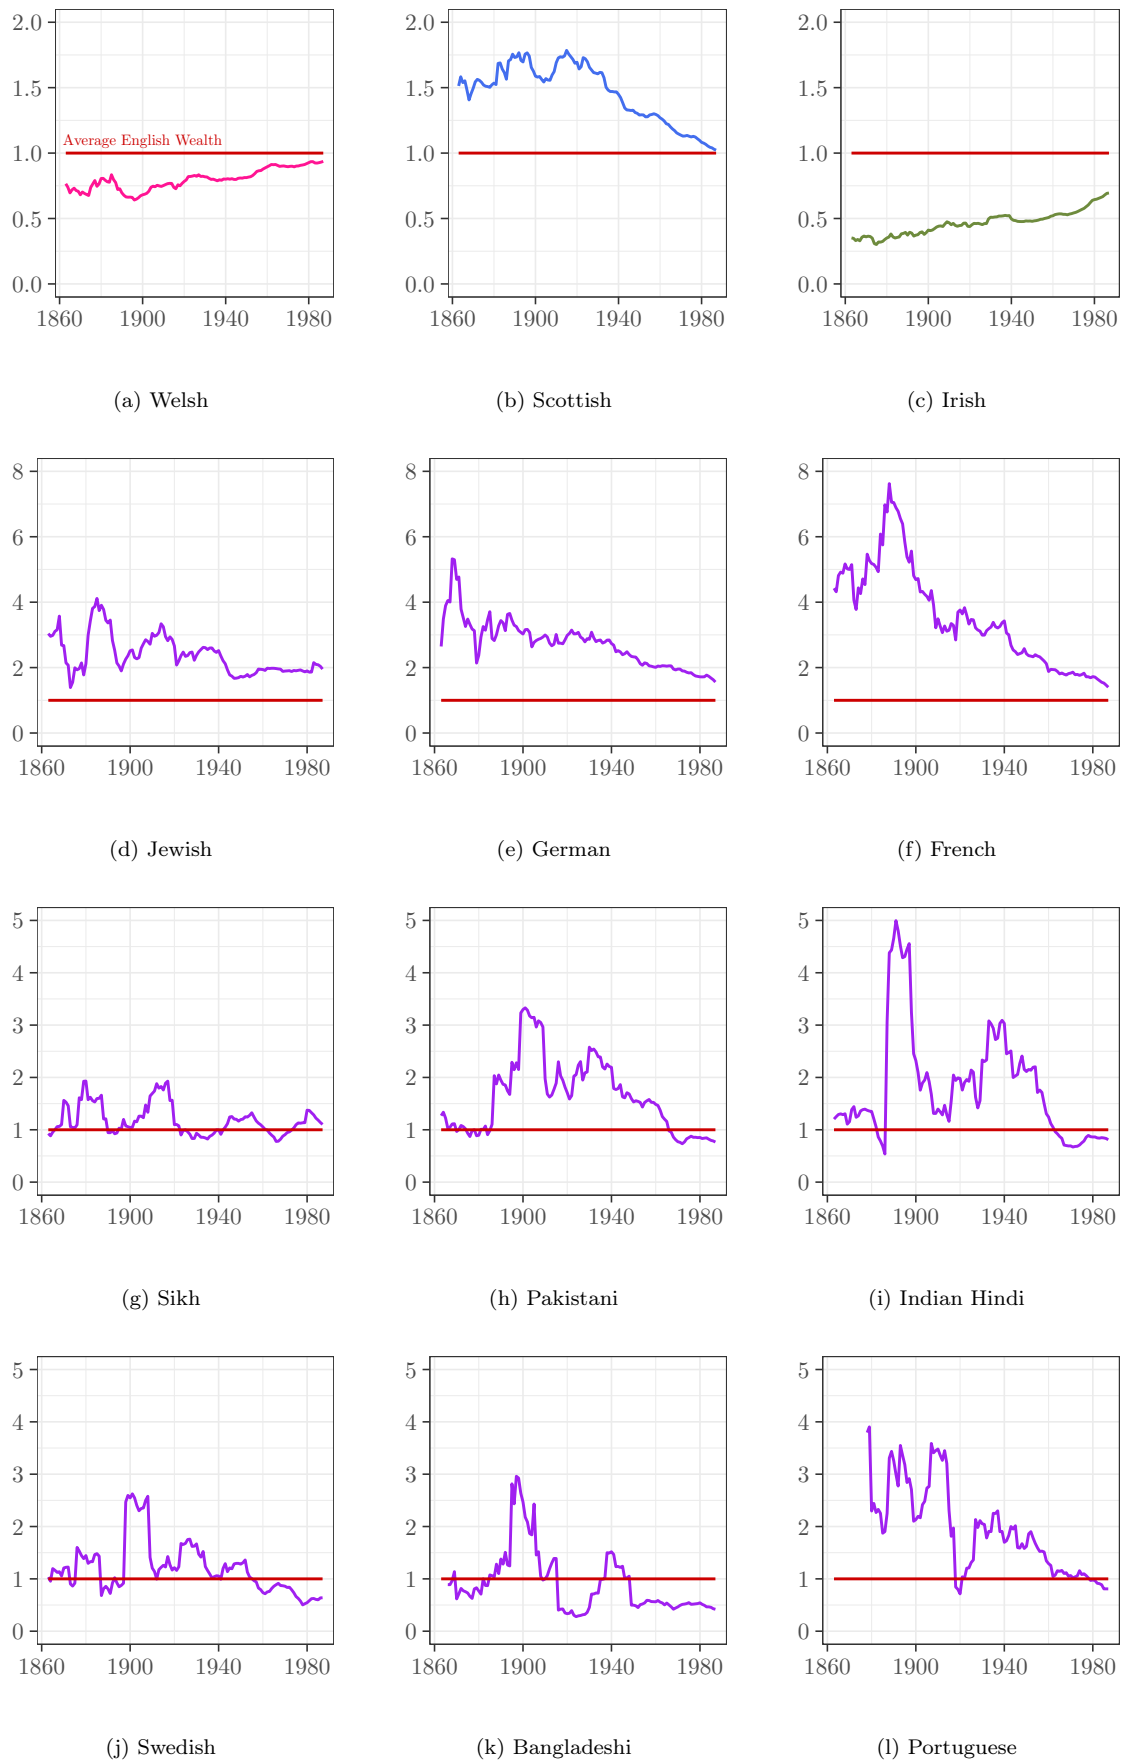 2.0 2.0 2.0
1.5 1.5 1.5
Average English Wealth
1.0 1.0 1.0
0.5 0.5 0.5
0.0 0.0 0.0
1860 1900 1940 1980 1860 1900 1940 1980 1860 1900 1940 1980
(a) Welsh (b) Scottish (c) Irish
8 8 8
6 6 6
4 4 4
2 2 2
0 0 0
1860 1900 1940 1980 1860 1900 1940 1980 1860 1900 1940 1980
(d) Jewish (e) German (f) French
5 5 5
4 4 4
3 3 3
2 2 2
1 1 1
0 0 0
1860 1900 1940 1980 1860 1900 1940 1980 1860 1900 1940 1980
(g) Sikh (h) Pakistani (i) Indian Hindi
5 5 5
4 4 4
3 3 3
2 2 2
1 1 1
0 0 0
1860 1900 1940 1980 1860 1900 1940 1980 1860 1900 1940 1980
(j) Swedish (k) Bangladeshi (l) Portuguese